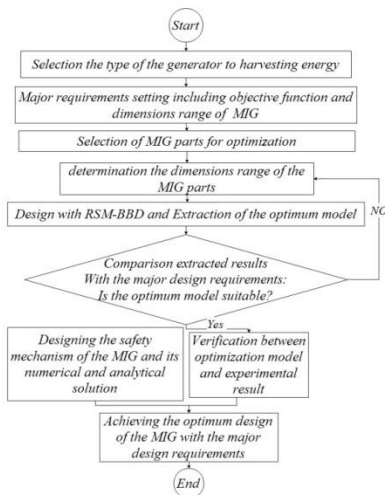 Start
Selection the type of the generator to harvesting energy
Major requirements setting including objective function and
dimensions range of MIG
Selection of MIG parts for optimization
determination the dimensions range of the
MIG parts
Design with RSM-BBD and Extraction of the optimum model
NO
Comparison extracted results
With the major design requirements:
Is the optimum model suitable?
Yes
Designing the safety
mechanism of the MIG and its
numerical and analytical
solution
Verification between
optimization model
and experimental
result
Achieving the optimum design
of the MIG with the major
design requirements
End